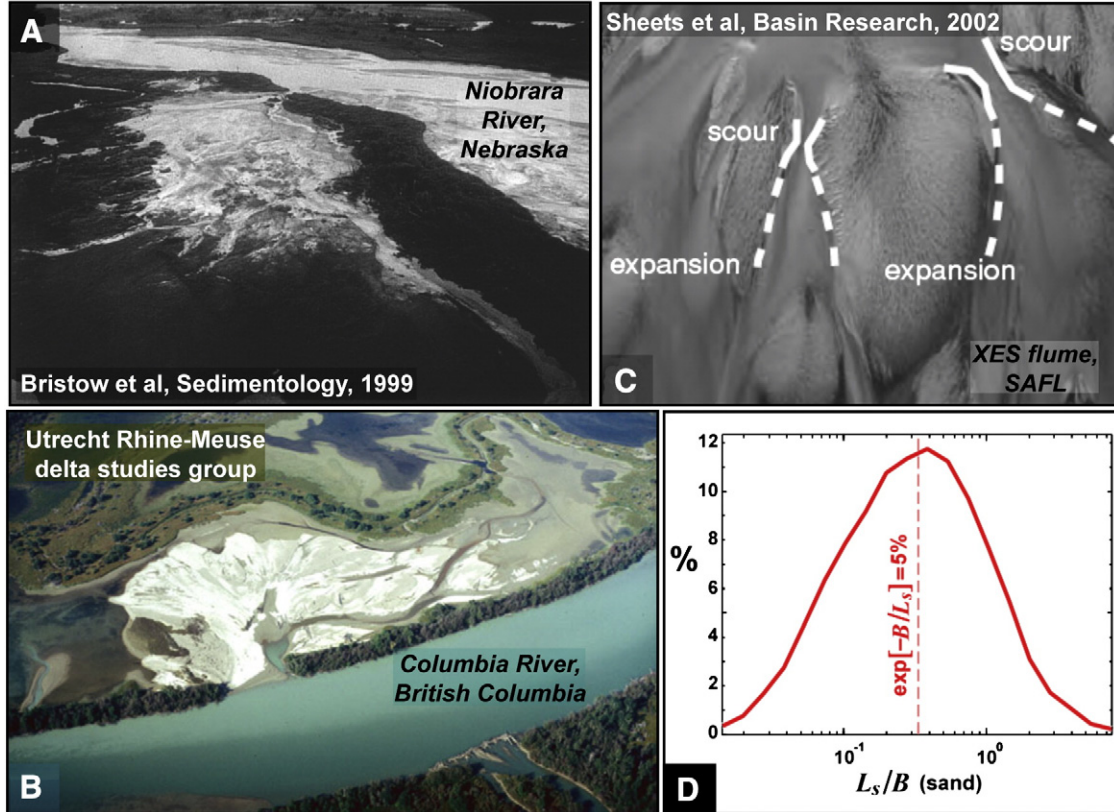 A
Niobrara
River,
Nebraska
Bristow et al, Sedimentology, 1999
Sheets et al, Basin Research, 2002
scour
scour
expansion
expansion
C
XES flume,
SAFL
Utrecht Rhine-Meuse
delta studies group
Columbia River,
British Columbia
B
12
10
8
6
4
2
0
%
exp[−B/Ls]=5%
10⁻¹
10⁰
Ls/B (sand)
D